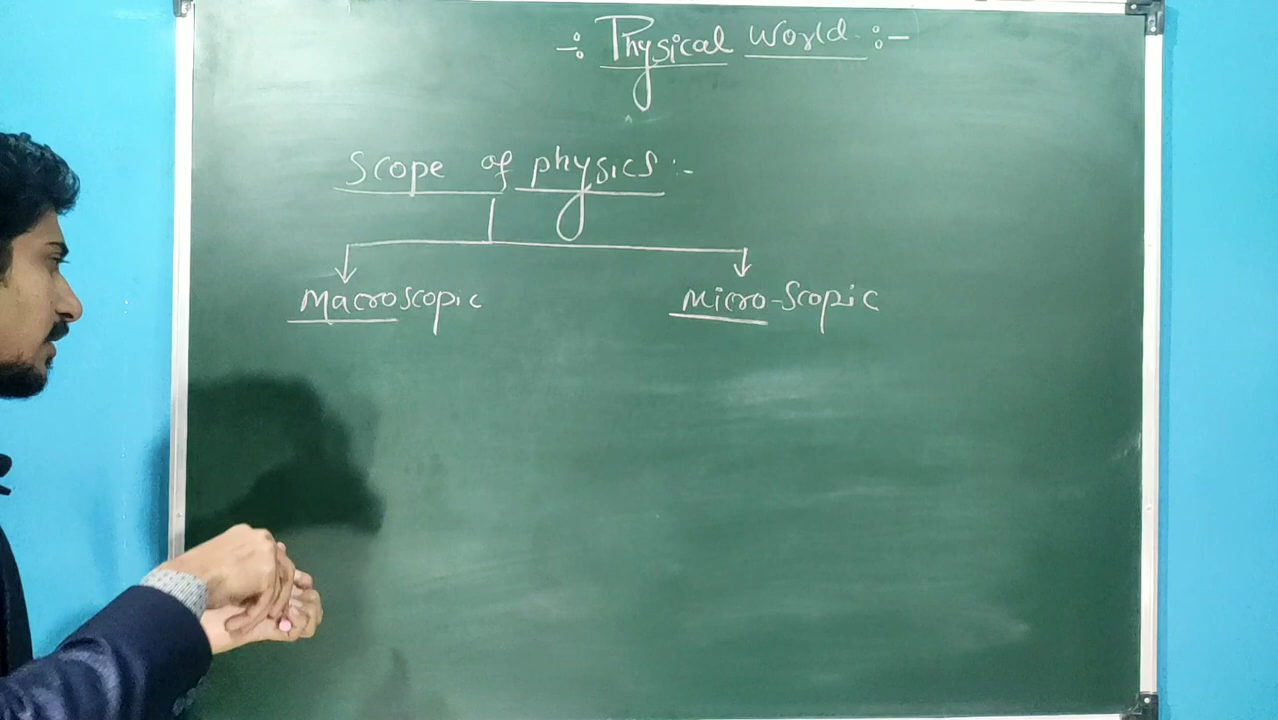 ÷ Physical World :-
Scope of physics :-
Macroscopic Micro-Scopic